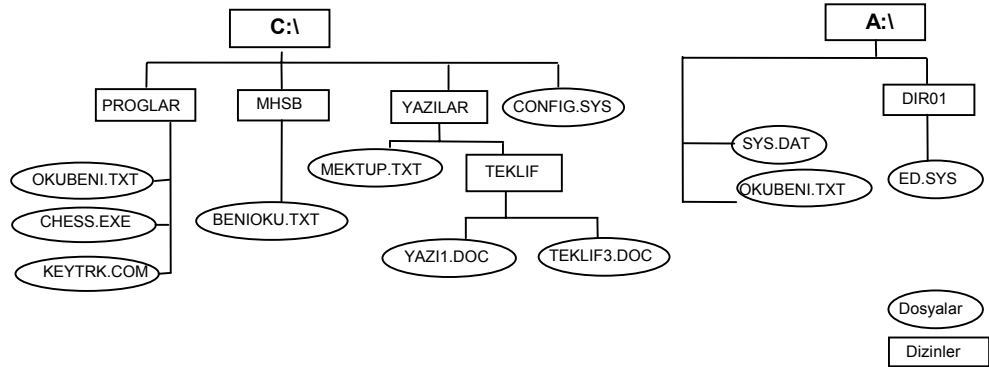 C:\
A:\
PROGLAR
MHSB
YAZILAR
CONFIG.SYS
DIR01
MEKTUP.TXT
TEKLIF
SYS.DAT
OKUBENI.TXT
OKUBENI.TXT
ED.SYS
CHESS.EXE
BENIOKU.TXT
KEYTRK.COM
YAZI1.DOC
TEKLIF3.DOC
Dosyalar
Dizinler